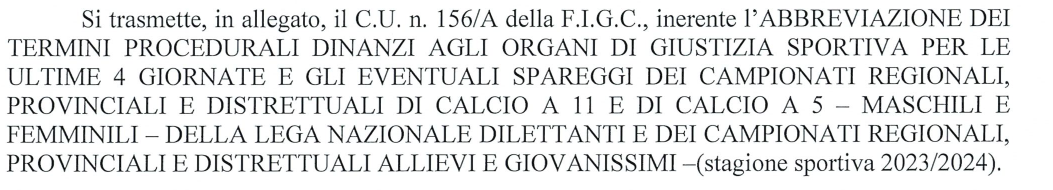 Si trasmette, in allegato, il C.U. n. 156/A della F.I.G.C., inerente l'ABBREVIAZIONE DEI
TERMINI PROCEDURALI DINANZI AGLI ORGANI DI GIUSTIZIA SPORTIVA PER LE
ULTIME 4 GIORNATE E GLI EVENTUALI SPAREGGI DEI CAMPIONATI REGIONALI,
PROVINCIALI E DISTRETTUALI DI CALCIO A 11 E DI CALCIO A 5 – MASCHILI E
FEMMINILI – DELLA LEGA NAZIONALE DILETTANTI E DEI CAMPIONATI REGIONALI,
PROVINCIALI E DISTRETTUALI ALLIEVI E GIOVANISSIMI –(stagione sportiva 2023/2024).